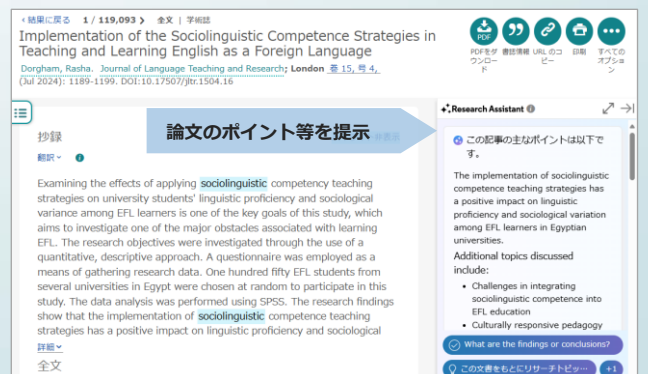 ‹ 結果に戻る 1 / 119,093 › 全文 | 学術誌
Implementation of the Sociolinguistic Competence Strategies in
Teaching and Learning English as a Foreign Language
Dorgham, Rasha. Journal of Language Teaching and Research; London 巻 15, 号 4,
(Jul 2024): 1189-1199. DOI:10.17507/jltr.1504.16
PDF
PDFをダウンロード
書誌情報
URL のコピー
印刷
すべてのオプション
論文のポイント等を提示
抄録
翻訳
Examining the effects of applying sociolinguistic competency teaching
strategies on university students' linguistic proficiency and sociological
variance among EFL learners is one of the key goals of this study, which
aims to investigate one of the major obstacles associated with learning
EFL. The research objectives were investigated through the use of a
quantitative, descriptive approach. A questionnaire was employed as a
means of gathering research data. One hundred fifty EFL students from
several universities in Egypt were chosen at random to participate in this
study. The data analysis was performed using SPSS. The research findings
show that the implementation of sociolinguistic competence teaching
strategies has a positive impact on linguistic proficiency and sociological
詳細
全文
Research Assistant
この記事の主なポイントは以下で
す。
The implementation of sociolinguistic
competence teaching strategies has
a positive impact on linguistic
proficiency and sociological variation
among EFL learners in Egyptian
universities.
Additional topics discussed
include:
• Challenges in integrating
sociolinguistic competence into
EFL education
• Culturally responsive pedagogy
What are the findings or conclusions?
この文書をもとにリサーチトピッ… +1